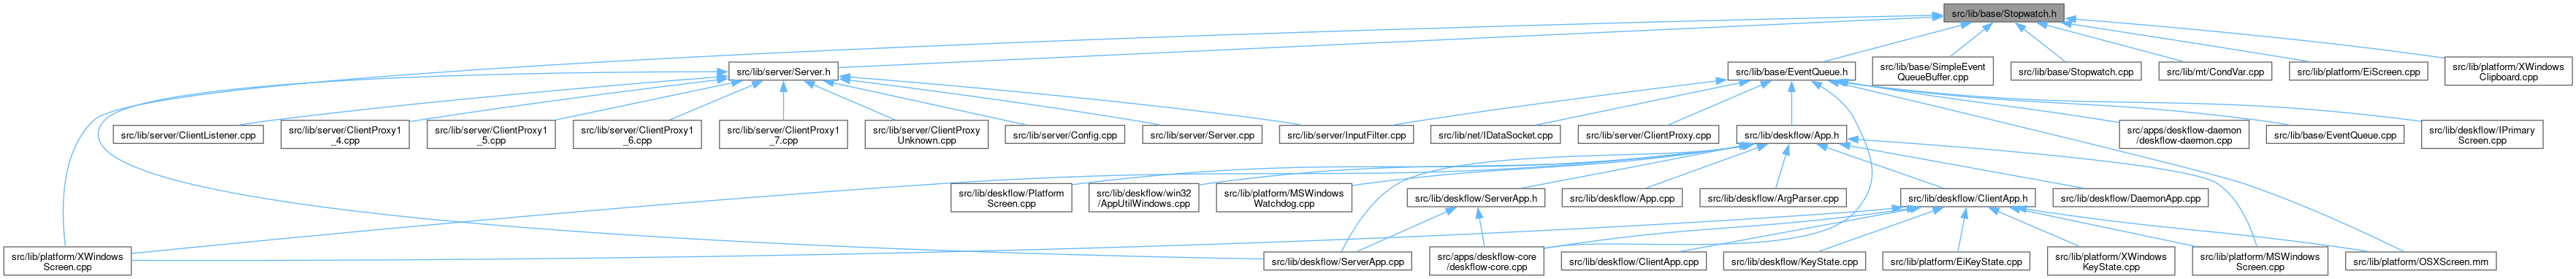 src/lib/base/Stopwatch.h
src/lib/server/Server.h
src/lib/base/EventQueue.h
src/lib/base/SimpleEvent
QueueBuffer.cpp
src/lib/base/Stopwatch.cpp
src/lib/mt/CondVar.cpp
src/lib/platform/EiScreen.cpp
src/lib/platform/XWindows
Clipboard.cpp
src/lib/server/ClientListener.cpp
src/lib/server/ClientProxy1
_4.cpp
src/lib/server/ClientProxy1
_5.cpp
src/lib/server/ClientProxy1
_6.cpp
src/lib/server/ClientProxy1
_7.cpp
src/lib/server/ClientProxy
Unknown.cpp
src/lib/server/Config.cpp
src/lib/server/Server.cpp
src/lib/server/InputFilter.cpp
src/lib/net/IDataSocket.cpp
src/lib/server/ClientProxy.cpp
src/lib/deskflow/App.h
src/apps/deskflow-daemon
/deskflow-daemon.cpp
src/lib/base/EventQueue.cpp
src/lib/deskflow/IPrimary
Screen.cpp
src/lib/deskflow/Platform
Screen.cpp
src/lib/deskflow/win32
/AppUtilWindows.cpp
src/lib/platform/MSWindows
Watchdog.cpp
src/lib/deskflow/ServerApp.h
src/lib/deskflow/App.cpp
src/lib/deskflow/ArgParser.cpp
src/lib/deskflow/ClientApp.h
src/lib/deskflow/DaemonApp.cpp
src/lib/platform/XWindows
Screen.cpp
src/lib/deskflow/ServerApp.cpp
src/apps/deskflow-core
/deskflow-core.cpp
src/lib/deskflow/ClientApp.cpp
src/lib/deskflow/KeyState.cpp
src/lib/platform/EiKeyState.cpp
src/lib/platform/XWindows
KeyState.cpp
src/lib/platform/MSWindows
Screen.cpp
src/lib/platform/OSXScreen.mm